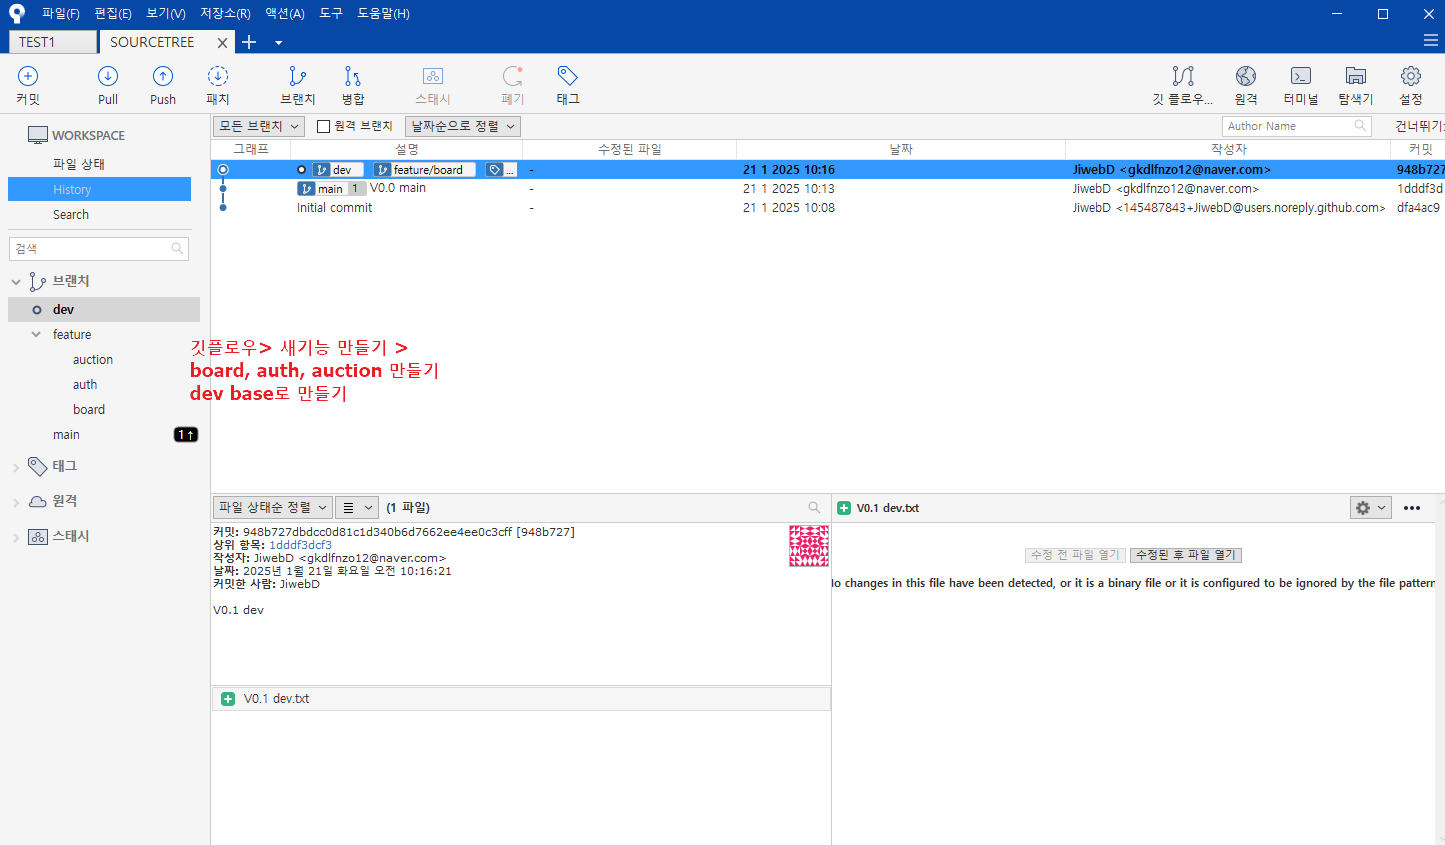 파일(F) 편집(E) 보기(V) 저장소(R) 액션(A) 도구 도움말(H)
TEST1 SOURCETREE
커밋 Pull Push 패치 브랜치 병합 스태시 폐기 태그 깃 플로우... 원격 터미널 탐색기 설정
WORKSPACE
파일 상태
History
Search
검색
브랜치
dev
feature
auction
auth
board
main 1↑
태그
원격
스태시
모든 브랜치 원격 브랜치 날짜순으로 정렬 Author Name 건너뛰기:
그래프 설명 수정된 파일 날짜 작성자 커밋
dev feature/board ... - 21 1 2025 10:16 JiwebD <gkdlfnzo12@naver.com> 948b727
main 1 V0.0 main - 21 1 2025 10:13 JiwebD <gkdlfnzo12@naver.com> 1dddf3d
Initial commit - 21 1 2025 10:08 JiwebD <145487843+JiwebD@users.noreply.github.com> dfa4ac9
깃플로우> 새기능 만들기 >
board, auth, auction 만들기
dev base로 만들기
파일 상태순 정렬 (1 파일)
커밋: 948b727dbdcc0d81c1d340b6d7662ee4ee0c3cff [948b727]
상위 항목: 1dddf3dcf3
작성자: JiwebD <gkdlfnzo12@naver.com>
날짜: 2025년 1월 21일 화요일 오전 10:16:21
커밋한 사람: JiwebD
V0.1 dev
V0.1 dev.txt
V0.1 dev.txt
수정 전 파일 열기 수정된 후 파일 열기
lo changes in this file have been detected, or it is a binary file or it is configured to be ignored by the file pattern